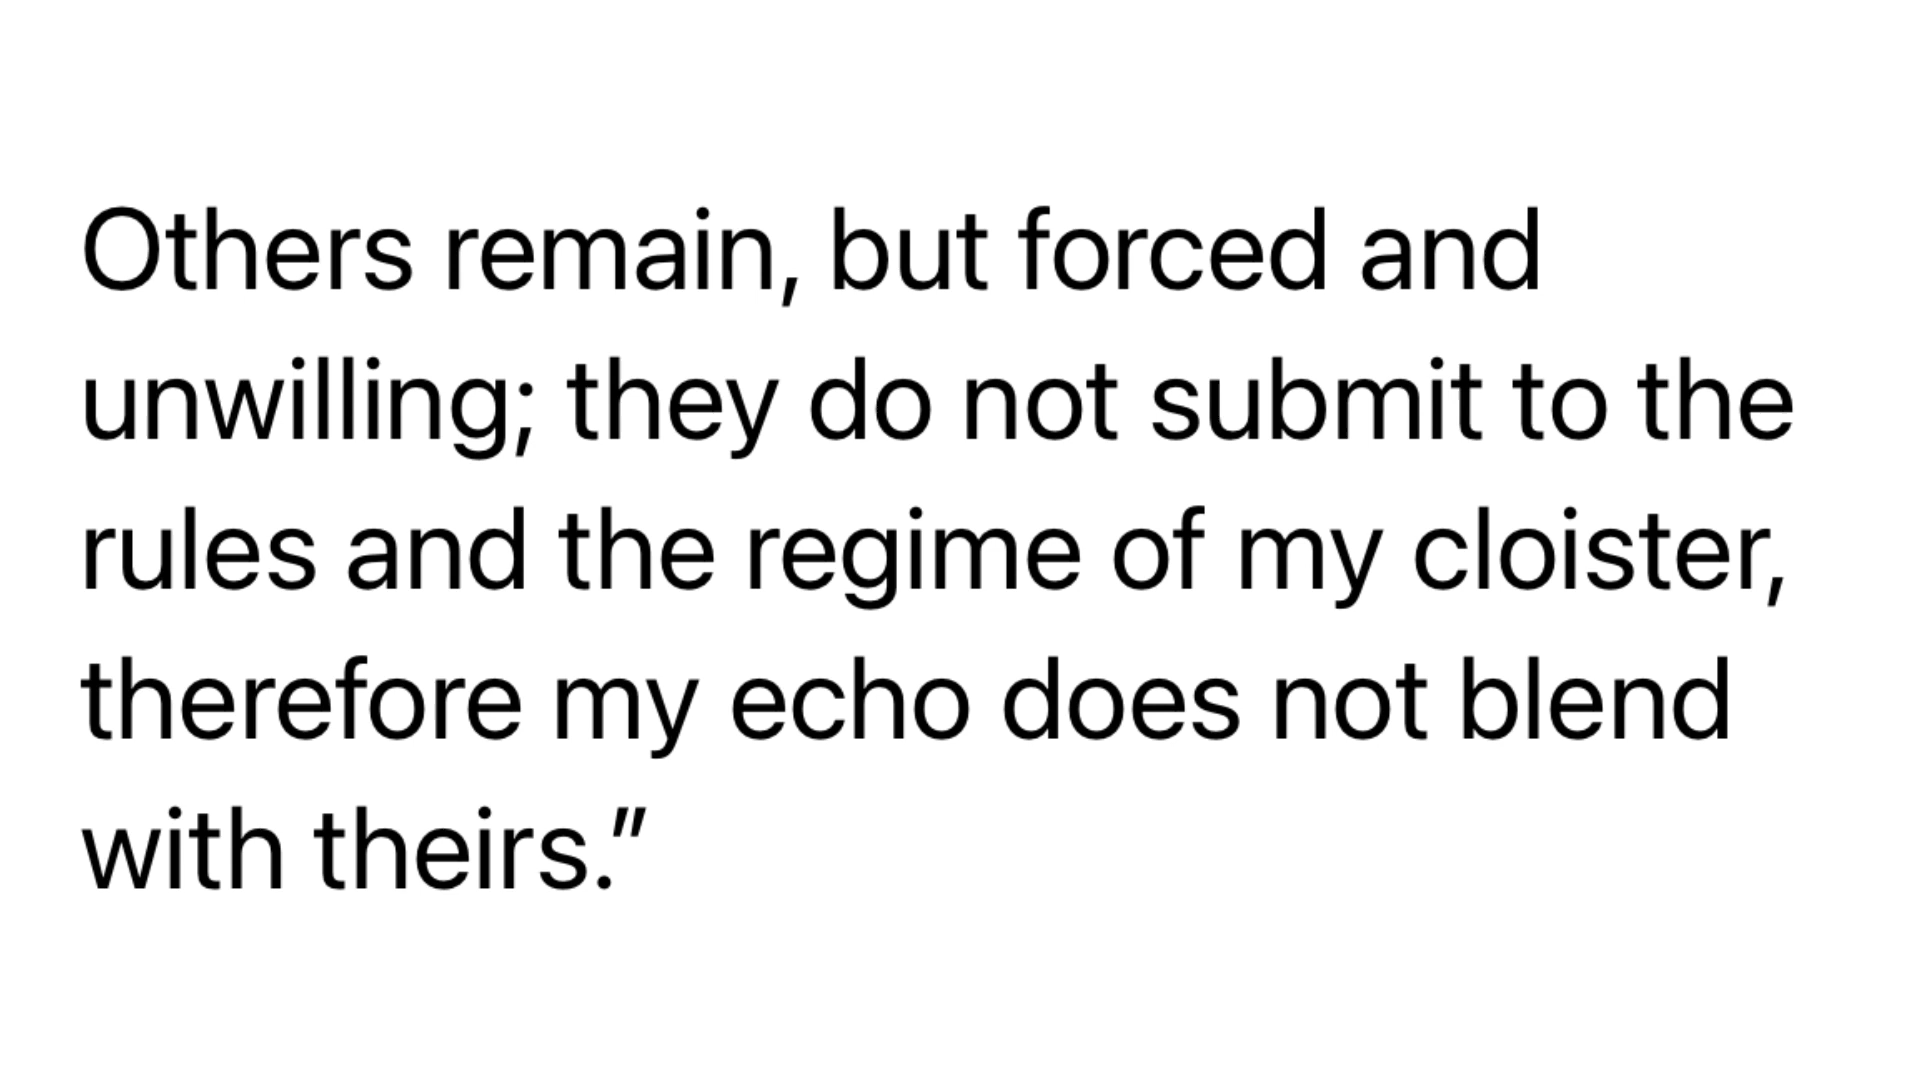 Others remain, but forced and
unwilling; they do not submit to the
rules and the regime of my cloister,
therefore my echo does not blend
with theirs.”